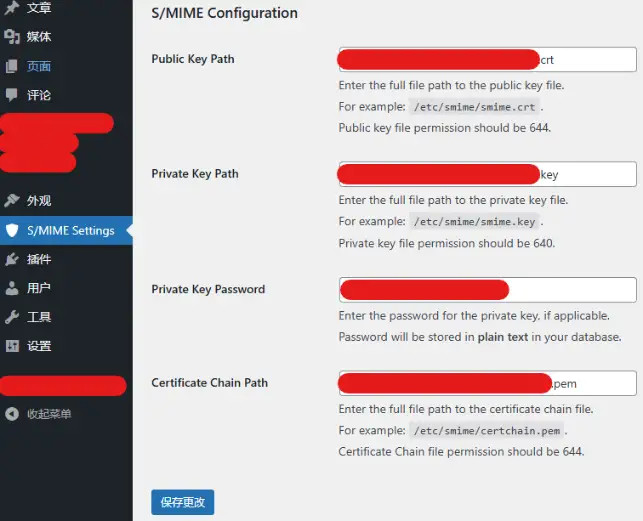 文章
媒体
页面
评论
外观
S/MIME Settings
插件
用户
工具
设置
收起菜单
S/MIME Configuration
Public Key Path
.crt
Enter the full file path to the public key file.
For example: /etc/smime/smime.crt .
Public key file permission should be 644.
Private Key Path
key
Enter the full file path to the private key file.
For example: /etc/smime/smime.key .
Private key file permission should be 640.
Private Key Password
Enter the password for the private key, if applicable.
Password will be stored in plain text in your database.
Certificate Chain Path
.pem
Enter the full file path to the certificate chain file.
For example: /etc/smime/certchain.pem .
Certificate Chain file permission should be 644.
保存更改